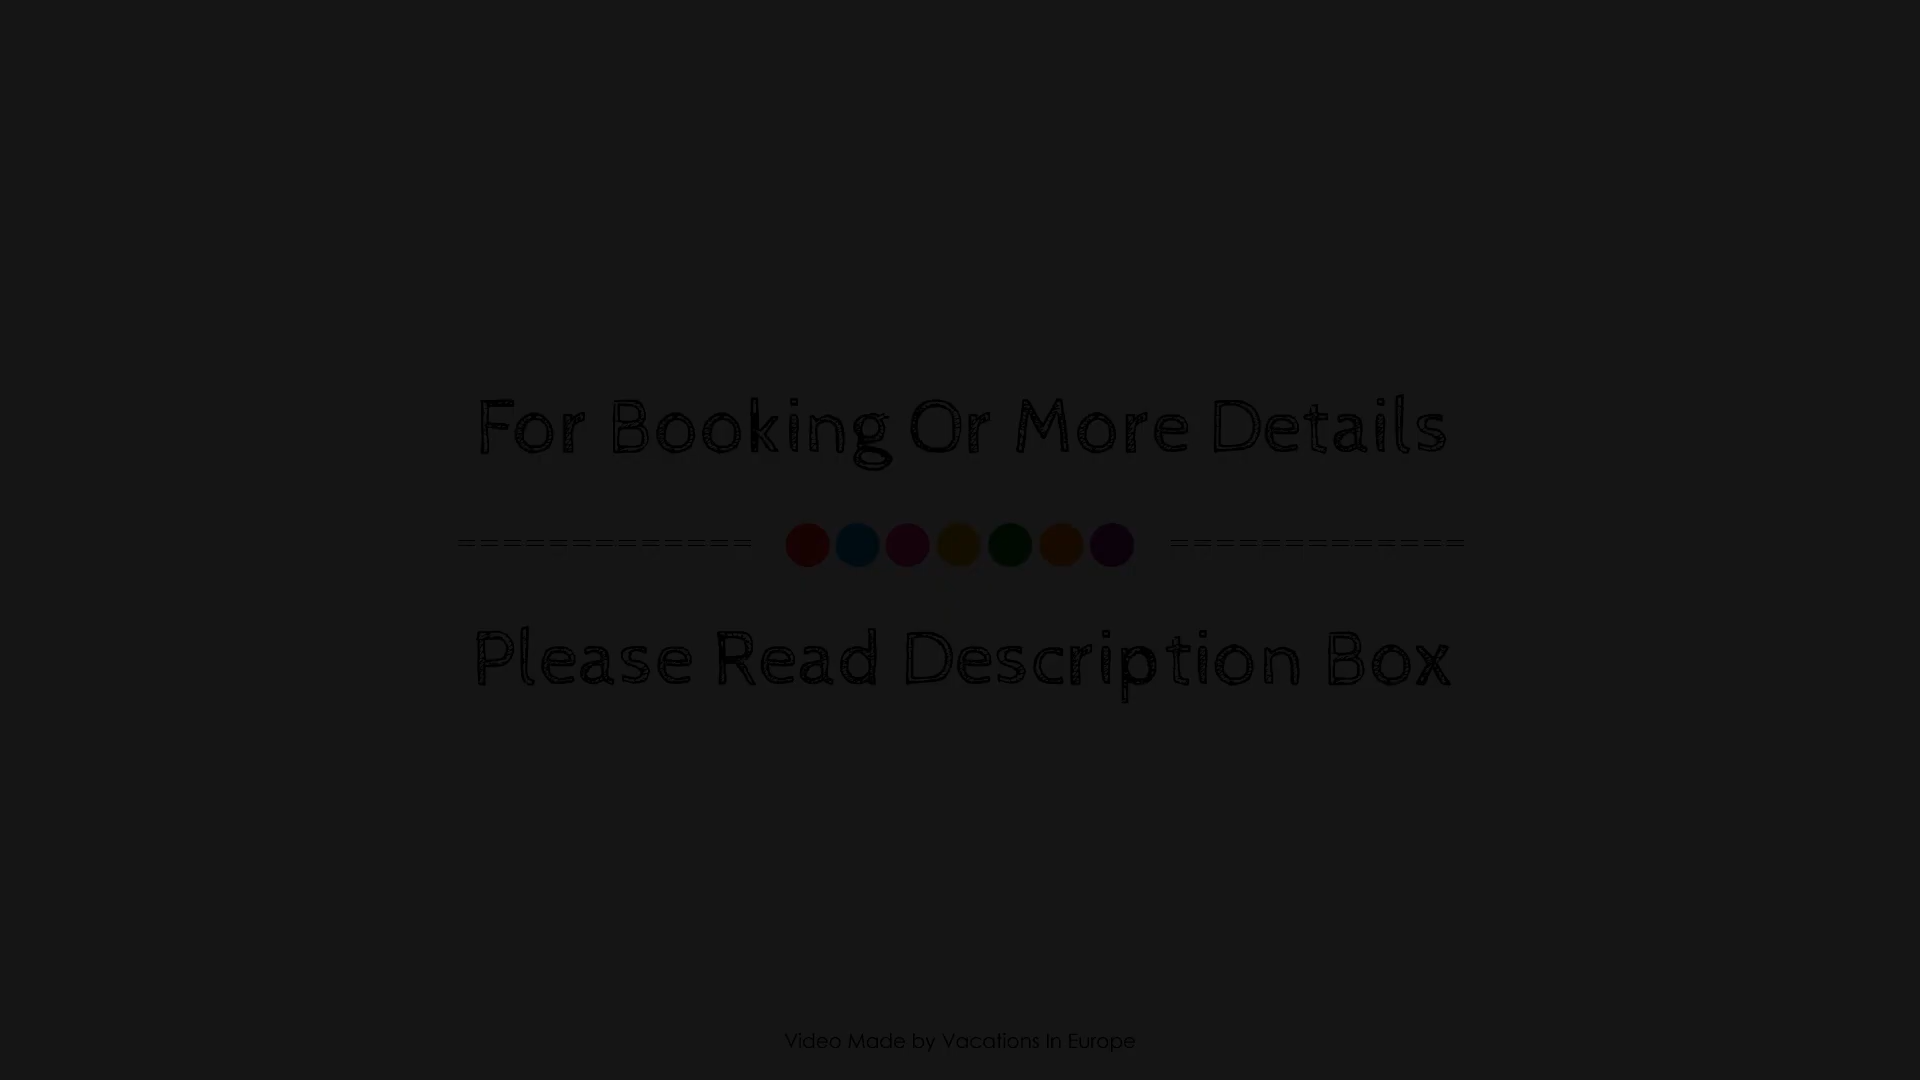 For Booking Or More Details
============= =============
Please Read Description Box
Video Made by Vacations In Europe